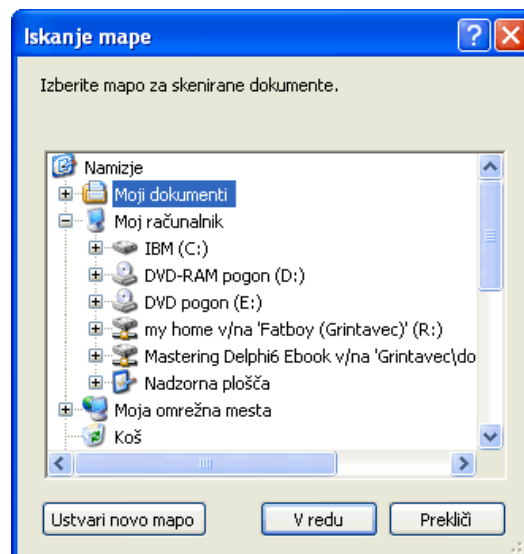 Iskanje mape
Izberite mapo za skenirane dokumente.
Namizje
Moji dokumenti
Moj računalnik
IBM (C:)
DVD-RAM pogon (D:)
DVD pogon (E:)
my home v/na 'Fatboy (Grintavec)' (R:)
Mastering Delphi6 Ebook v/na 'Grintavec\do
Nadzorna plošča
Moja omrežna mesta
Koš
Ustvari novo mapo
V redu
Prekliči